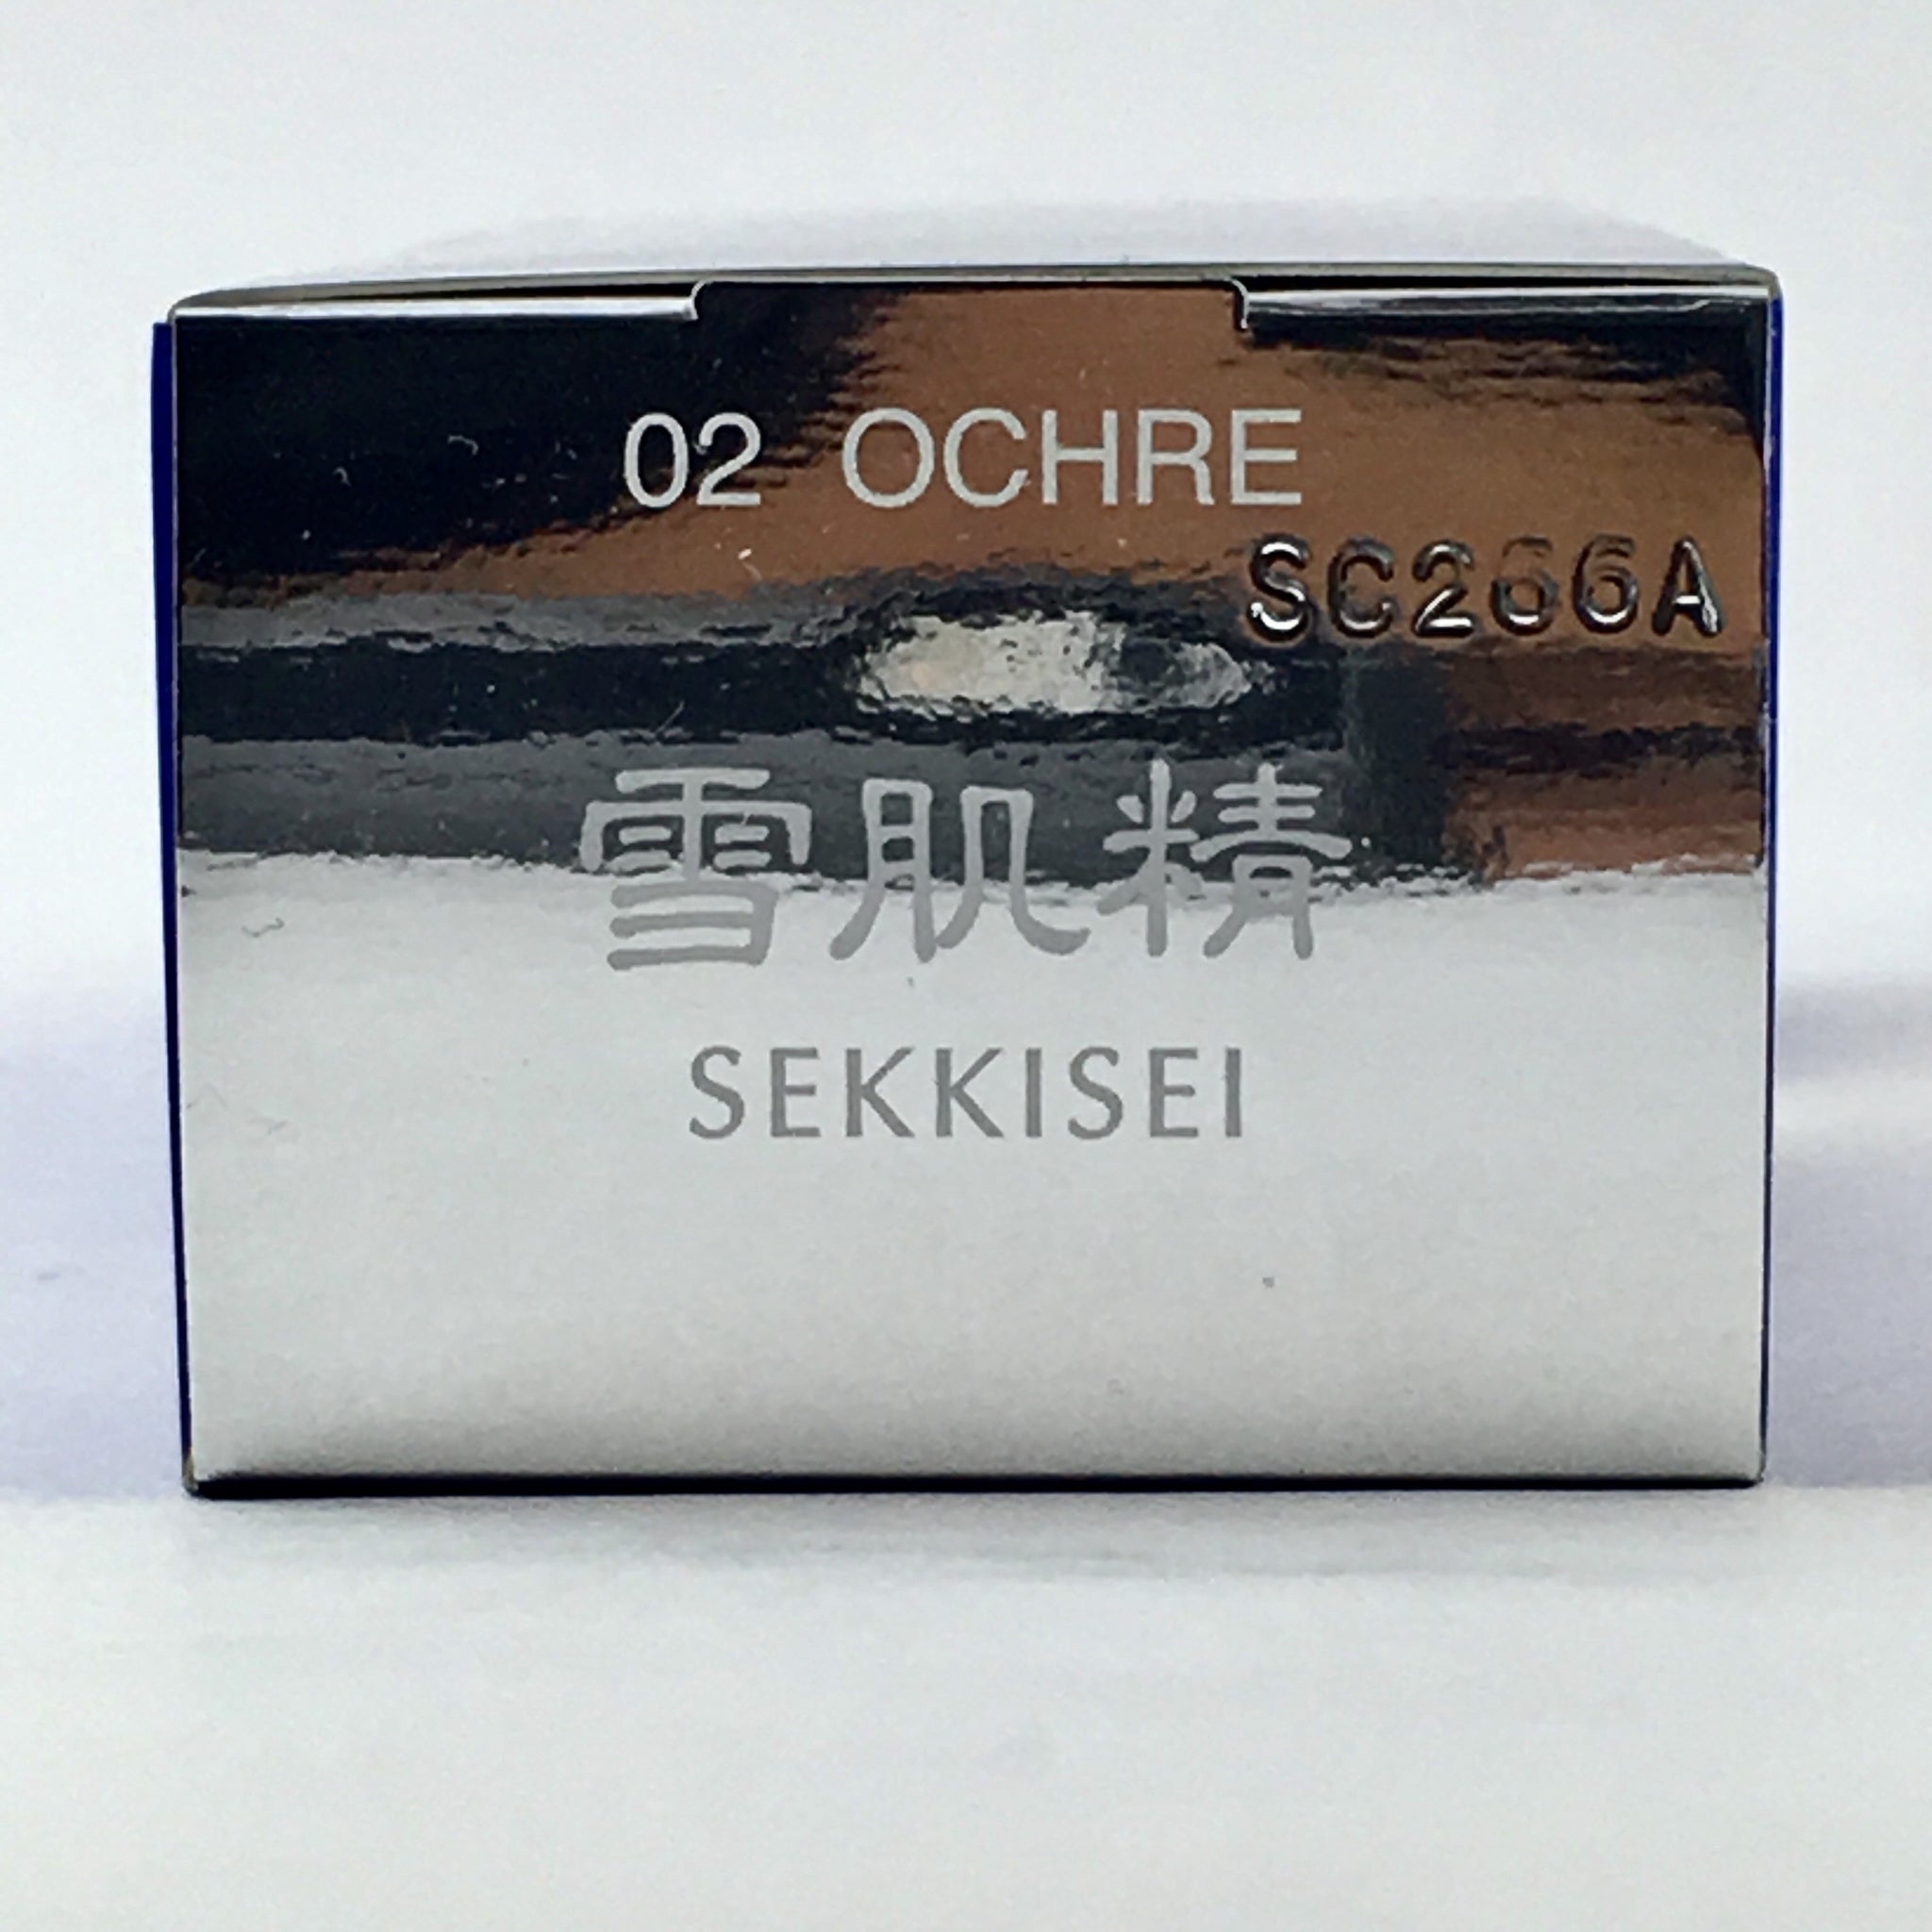 02 OCHRE
SC266A
雪肌精
SEKKISEI